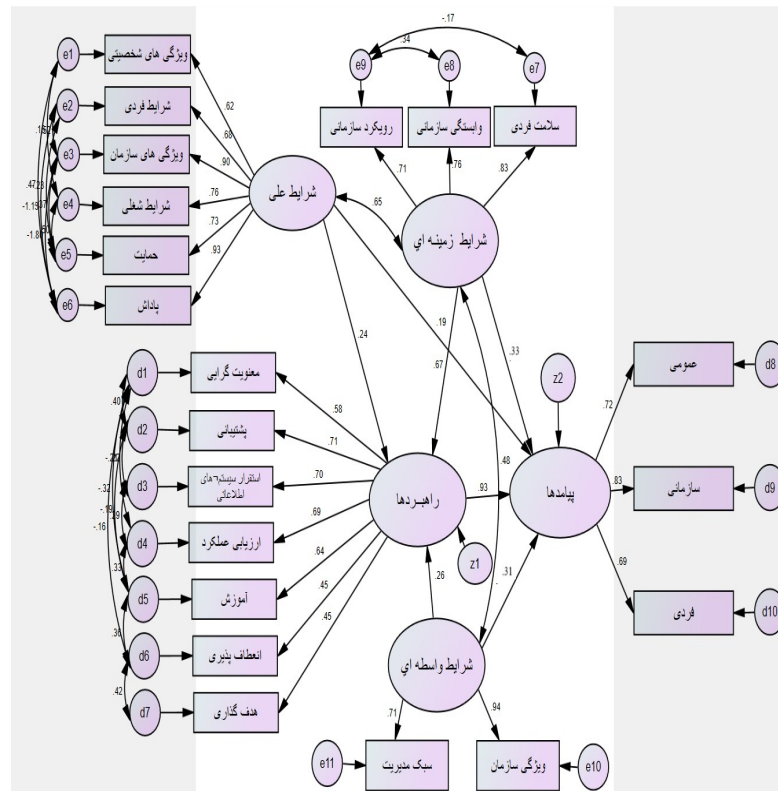 -.17
.34
e9
e8
e7
رویکرد سازمانی
وابستگی سازمانی
سلامت فردی
.71
.76
.83
شرایط زمینه اي
e1
ویژگی های شخصیتی
e2
شرایط فردی
e3
ویژگی های سازمان
e4
شرایط شغلی
e5
حمایت
e6
پاداش
.47
.62
.68
.90
.76
.73
.93
شرایط علی
.65
.24
.19
.67
.33
.48
d1
معنویت گرایی
d2
پشتیبانی
d3
استقرار سیستم¬های
اطلاعاتی
d4
ارزیابی عملکرد
d5
آموزش
d6
انعطاف پذیری
d7
هدف گذاری
.40
-.32
-.16
.33
.36
.42
.58
.71
.70
.69
.64
.45
.45
راهبردها
z1
.93
.26
.31
z2
پیامدها
.72
.83
.69
عمومی
d8
سازمانی
d9
فردی
d10
شرایط واسطه اي
.71
.94
e11
سبک مدیریت
ویژگی سازمان
e10